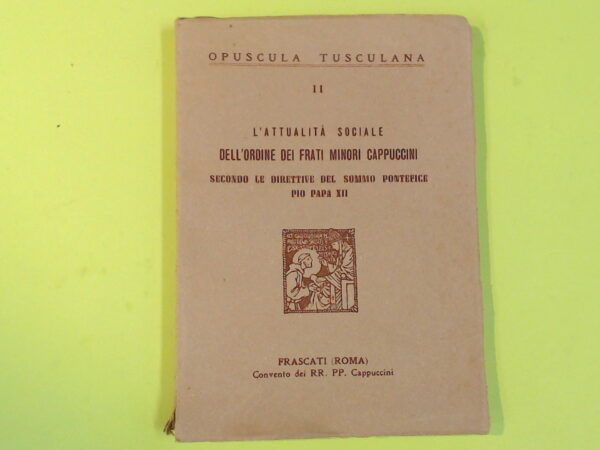 OPUSCULA TUSCULANA
II
L'ATTUALITÀ SOCIALE
DELL'ORDINE DEI FRATI MINORI CAPPUCCINI
SECONDO LE DIRETTIVE DEL SOMMO PONTEFICE
PIO PAPA XII
FRASCATI (ROMA)
Convento dei RR. PP. Cappuccini